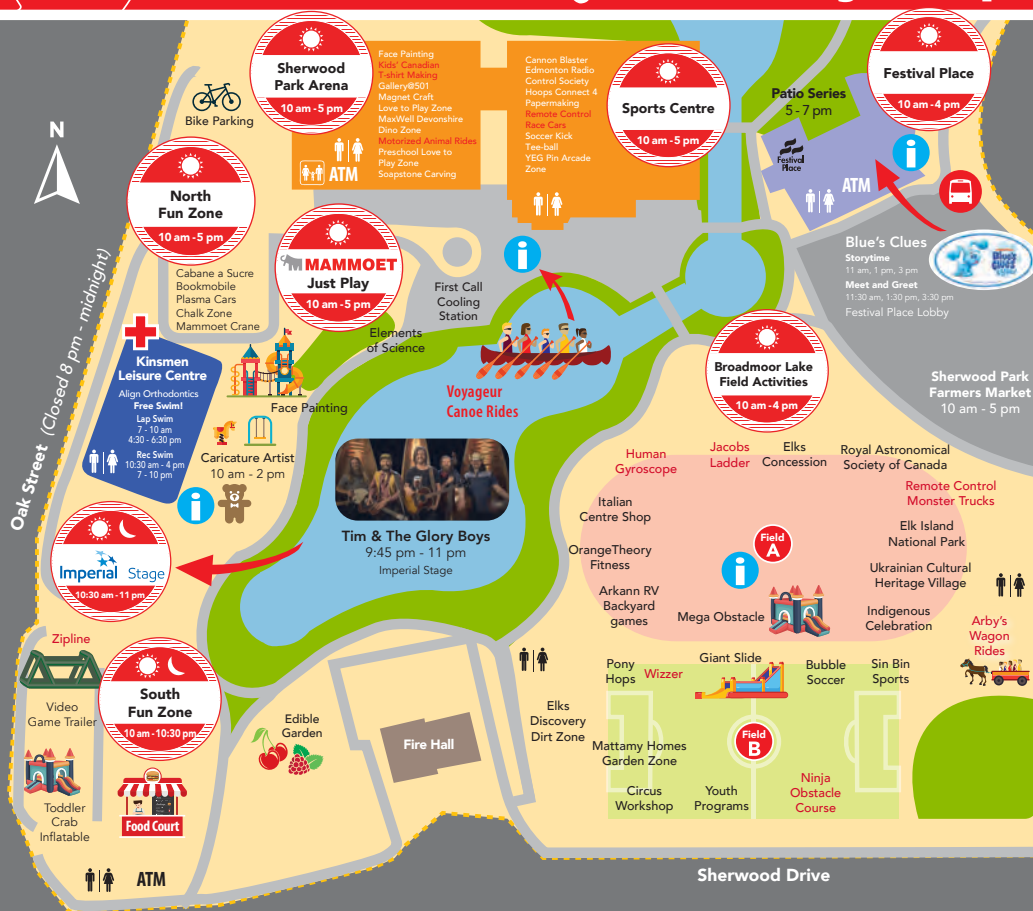 Sherwood
Park Arena
10 am - 5 pm
Face Painting
Kids' Canadian
T-shirt Making
Gallery@501
Magnet Craft
Love to Play Zone
MaxWell Devonshire
Dino Zone
Motorized Animal Rides
Preschool Love to
Play Zone
Soapstone Carving
ATM
Cannon Blaster
Edmonton Radio
Control Society
Hoops Connect 4
Papermaking
Remote Control
Race Cars
Soccer Kick
Tee-ball
YEG Pin Arcade
Zone
Sports Centre
10 am - 5 pm
Patio Series
5 - 7 pm
Festival Place
10 am - 4 pm
Festival
Place
ATM
i
Bike Parking
N
North
Fun Zone
10 am - 5 pm
Cabane a Sucre
Bookmobile
Plasma Cars
Chalk Zone
Mammoet Crane
MAMMOET
Just Play
10 am - 5 pm
First Call
Cooling
Station
i
Elements
of Science
Voyageur
Canoe Rides
Blue's Clues
Storytime
11 am, 1 pm, 3 pm
Meet and Greet
11:30 am, 1:30 pm, 3:30 pm
Festival Place Lobby
Blue's
Clues
Sherwood Park
Farmers Market
10 am - 5 pm
Oak Street (Closed 8 pm - midnight)
Kinsmen
Leisure Centre
Align Orthodontics
Free Swim!
Lap Swim
7 - 10 am
4:30 - 6:30 pm
Rec Swim
10:30 am - 4 pm
7 - 10 pm
Face Painting
Caricature Artist
10 am - 2 pm
i
Tim & The Glory Boys
9:45 pm - 11 pm
Imperial Stage
Imperial Stage
10:30 am - 11 pm
Broadmoor Lake
Field Activities
10 am - 4 pm
Human
Gyroscope
Jacobs
Ladder
Elks
Concession
Royal Astronomical
Society of Canada
Remote Control
Monster Trucks
Italian
Centre Shop
Elk Island
National Park
OrangeTheory
Fitness
Field
A
i
Ukrainian Cultural
Heritage Village
Arkann RV
Backyard
games
Mega Obstacle
Indigenous
Celebration
Arby's
Wagon
Rides
Zipline
South
Fun Zone
10 am - 10:30 pm
Video
Game Trailer
Toddler
Crab
Inflatable
Food Court
ATM
Edible
Garden
Fire Hall
Elks
Discovery
Dirt Zone
Pony
Hops
Wizzer
Giant Slide
Bubble
Soccer
Sin Bin
Sports
Field
B
Mattamy Homes
Garden Zone
Circus
Workshop
Youth
Programs
Ninja
Obstacle
Course
Sherwood Drive